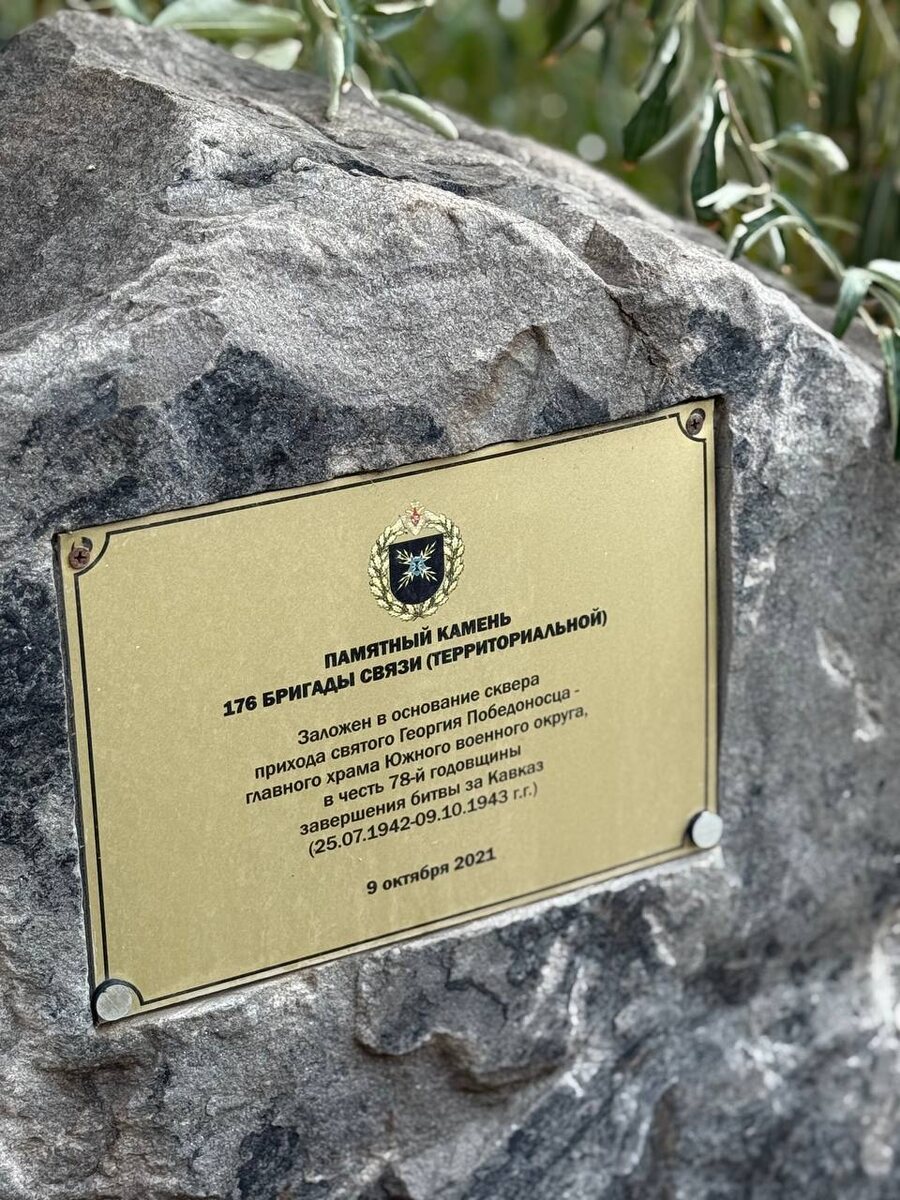 ПАМЯТНЫЙ КАМЕНЬ
176 БРИГАДЫ СВЯЗИ (ТЕРРИТОРИАЛЬНОЙ)
Заложен в основание сквера
прихода святого Георгия Победоносца -
главного храма Южного военного округа,
в честь 78-й годовщины
завершения битвы за Кавказ
(25.07.1942-09.10.1943 г.г.)
9 октября 2021